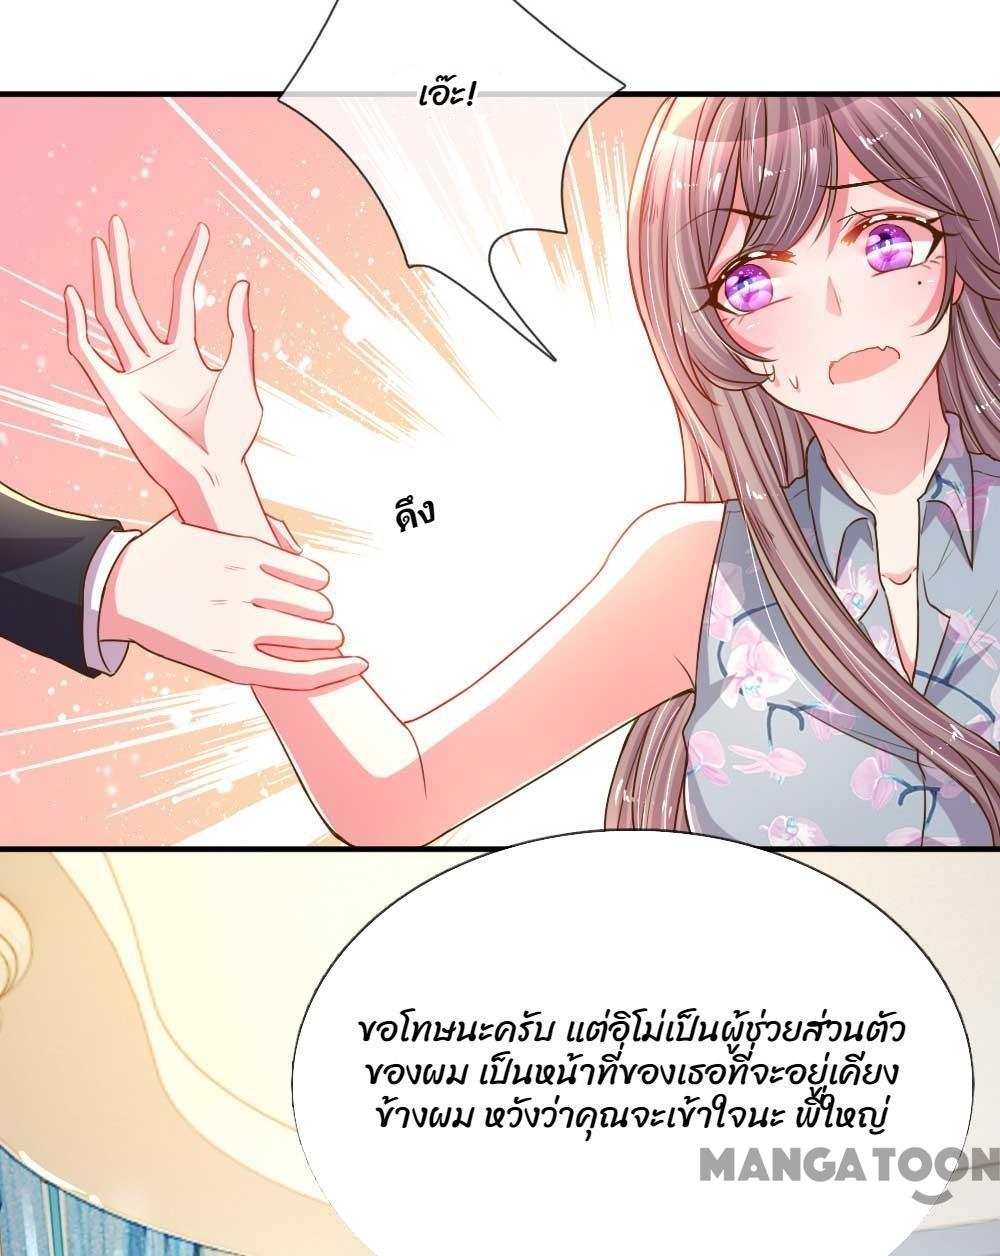 เอ๊ะ!
ดึง
ขอโทษนะครับ แต่อิโม่เป็นผู้ช่วยส่วนตัว
ของผม เป็นหน้าที่ของเธอที่จะอยู่เคียง
ข้างผม หวังว่าคุณจะเข้าใจนะ พี่ใหญ่
MANGATOON